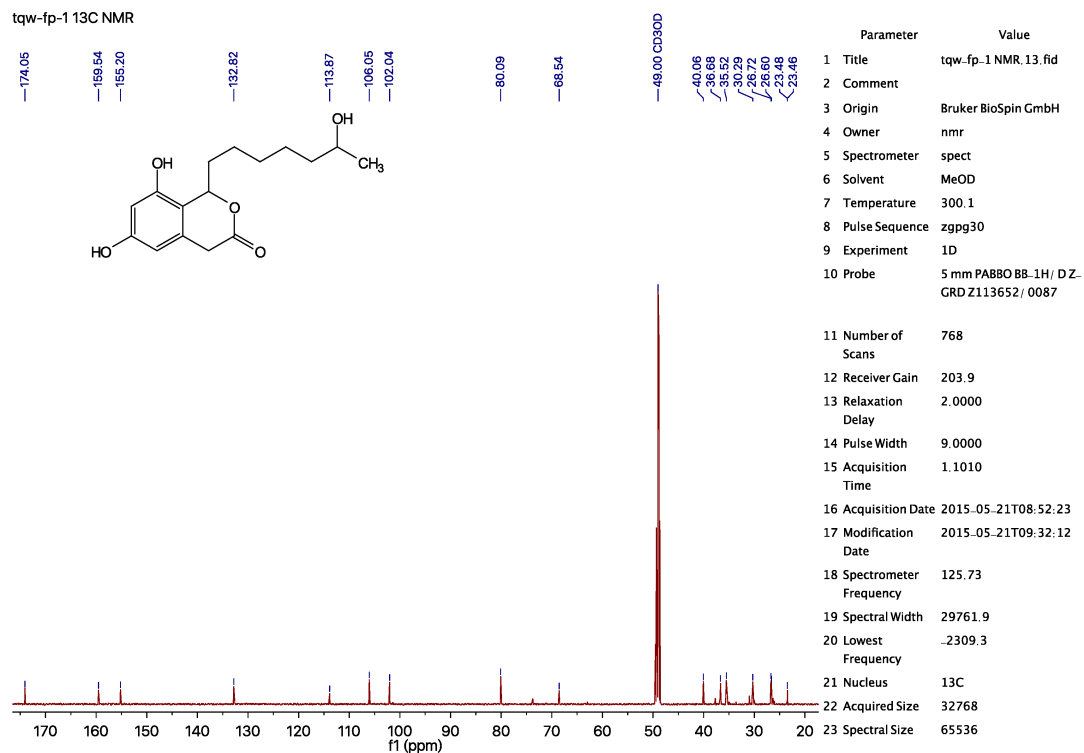 tqw-fp-1 13C NMR
174.05
159.54
155.20
132.82
113.87
106.05
102.04
80.09
68.54
49.00 CD3OD
40.06
36.68
35.52
30.29
26.72
26.60
23.48
23.46
OH
CH3
OH
O
HO
O
170 160 150 140 130 120 110 100 90 80 70 60 50 40 30 20
f1 (ppm)
Parameter Value
1 Title tqw-fp-1 NMR.13.fid
2 Comment
3 Origin Bruker BioSpin GmbH
4 Owner nmr
5 Spectrometer spect
6 Solvent MeOD
7 Temperature 300.1
8 Pulse Sequence zgpg30
9 Experiment 1D
10 Probe 5 mm PABBO BB-1H/ D Z-
GRD Z113652/ 0087
11 Number of 768
Scans
12 Receiver Gain 203.9
13 Relaxation 2.0000
Delay
14 Pulse Width 9.0000
15 Acquisition 1.1010
Time
16 Acquisition Date 2015-05-21T08:52:23
17 Modification 2015-05-21T09:32:12
Date
18 Spectrometer 125.73
Frequency
19 Spectral Width 29761.9
20 Lowest -2309.3
Frequency
21 Nucleus 13C
22 Acquired Size 32768
23 Spectral Size 65536